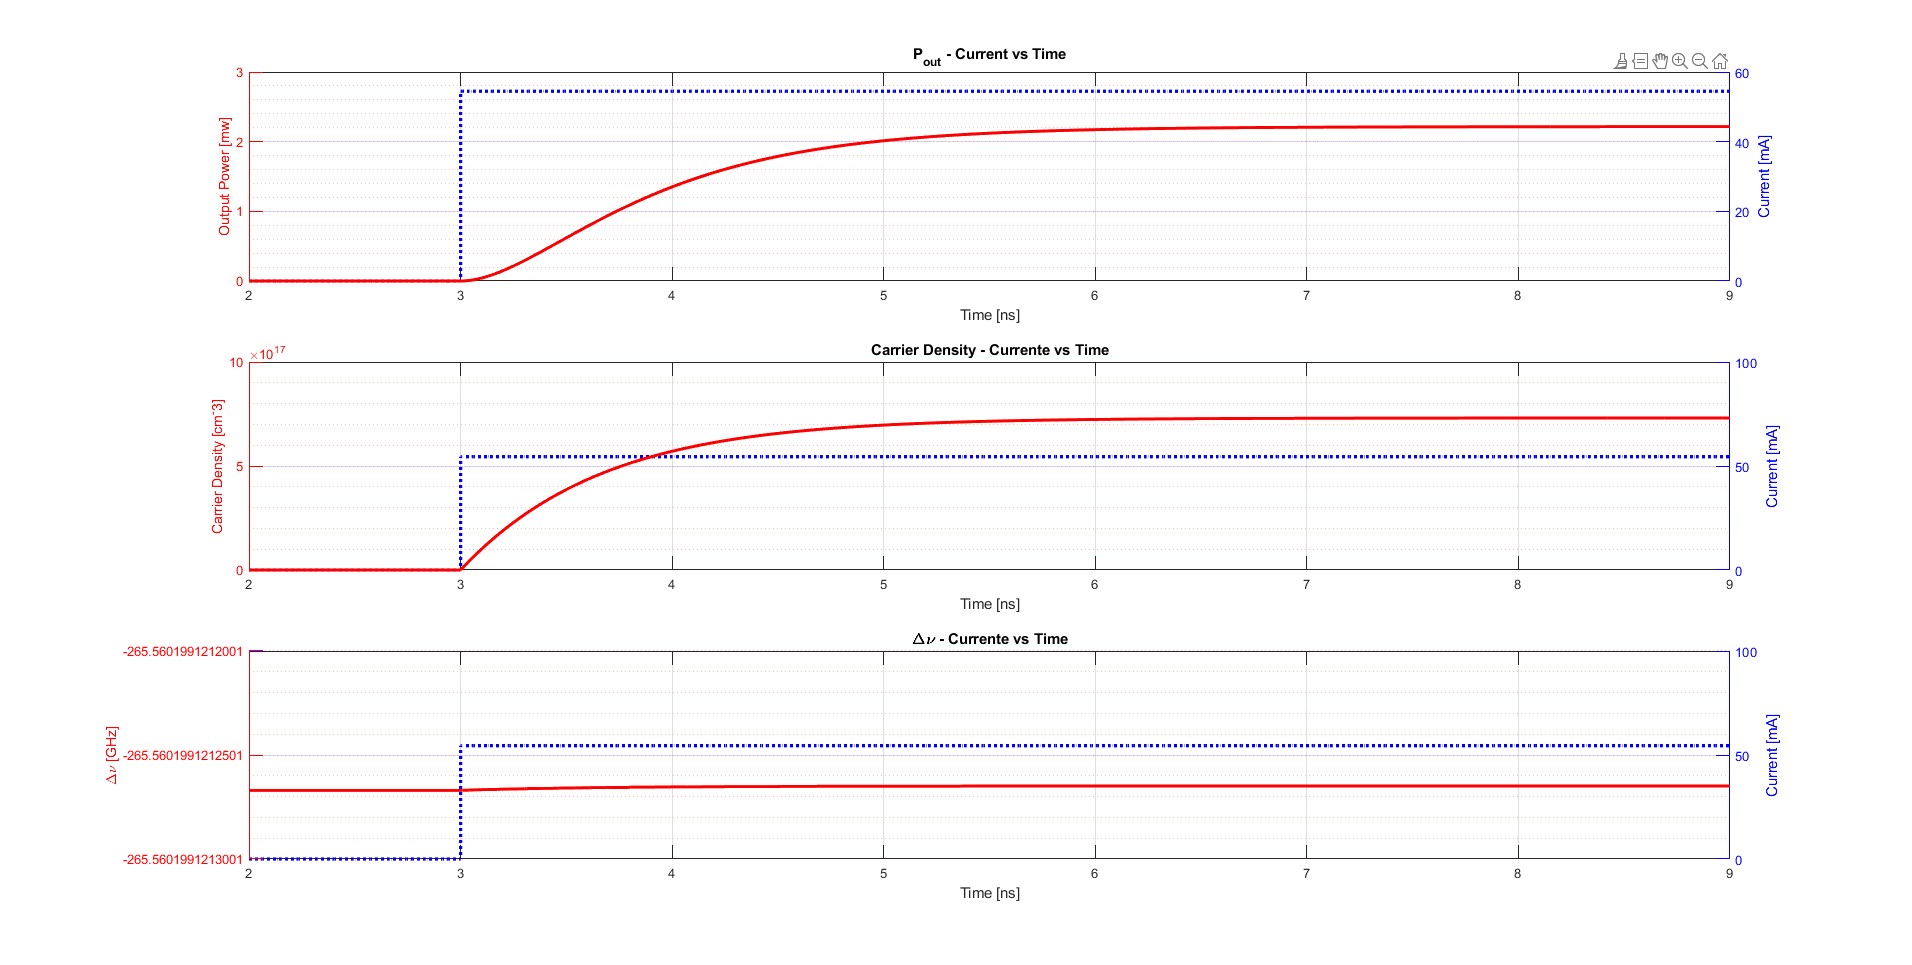 P_out - Current vs Time
3
2
1
0
Output Power [mw]
60
40
20
0
Current [mA]
2 3 4 5 6 7 8 9
Time [ns]
Carrier Density - Currente vs Time
×10^17
10
5
0
Carrier Density [cm^-3]
100
50
0
Current [mA]
2 3 4 5 6 7 8 9
Time [ns]
Δν - Currente vs Time
-265.5601991212001
-265.5601991212501
-265.5601991213001
Δν [GHz]
100
50
0
Current [mA]
2 3 4 5 6 7 8 9
Time [ns]